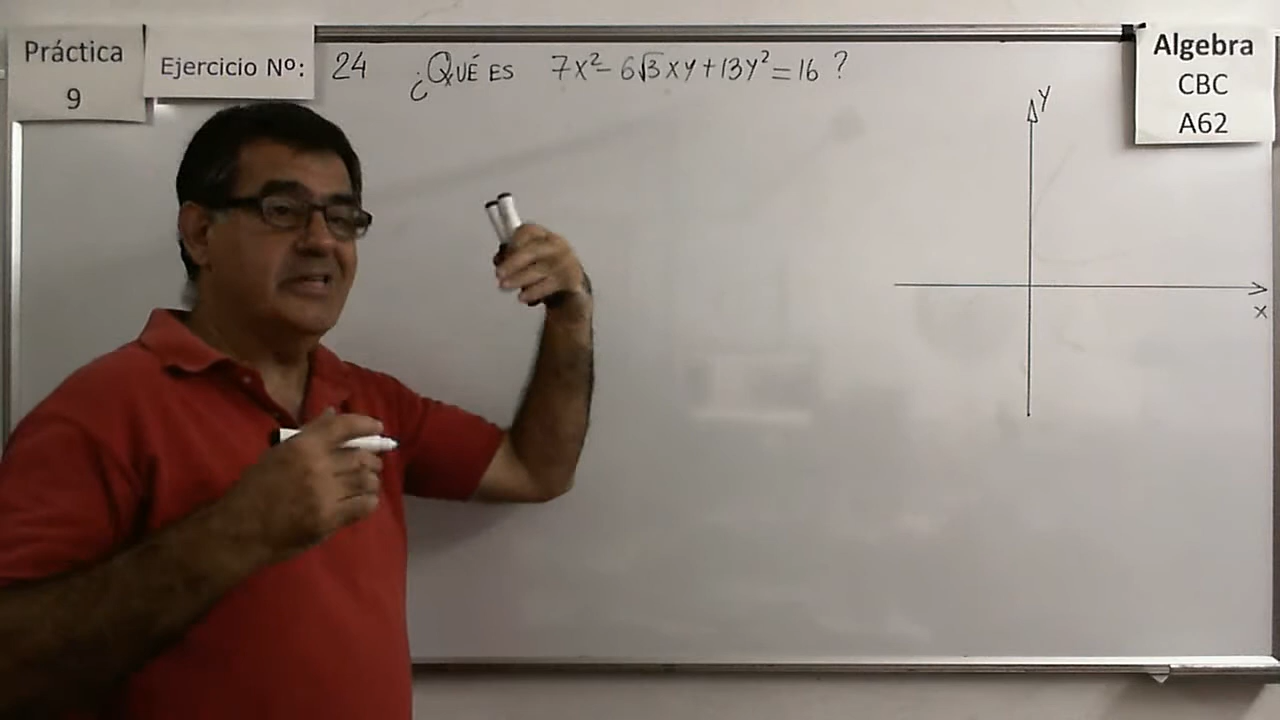 Práctica
9
Ejercicio Nº:
24 ¿QUÉ ES 7x² - 6√3xy + 13y² = 16 ?
Algebra
CBC
A62
y
x